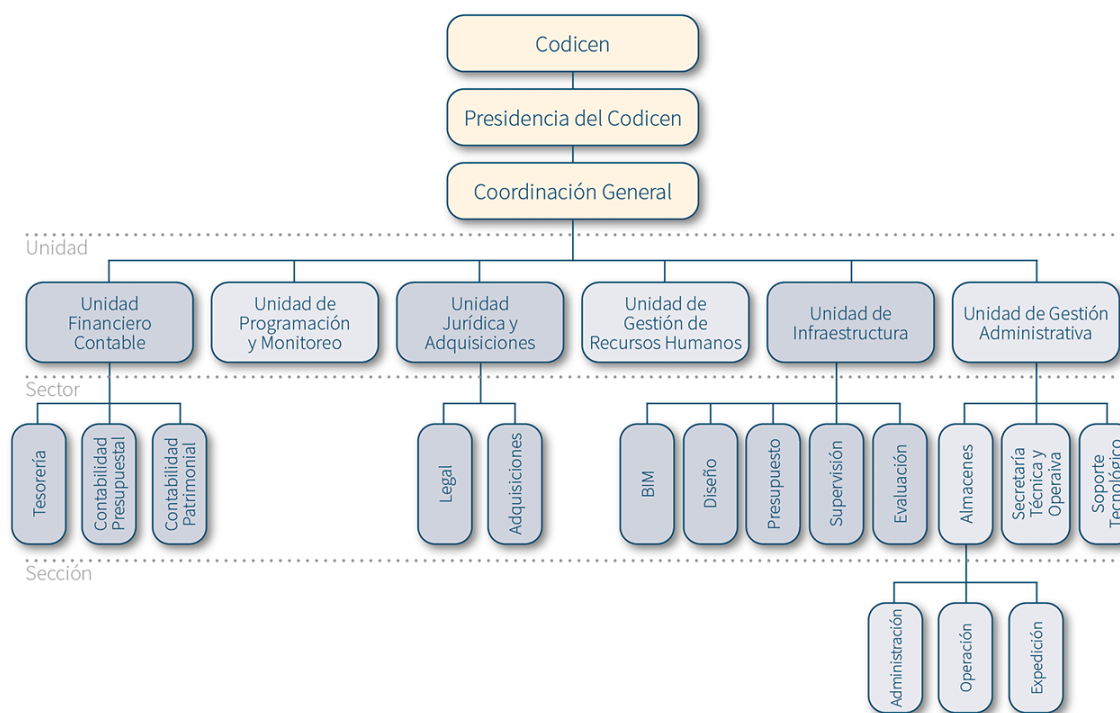 Codicen
Presidencia del Codicen
Coordinación General
Unidad
Unidad
Financiero
Contable
Unidad de
Programación
y Monitoreo
Unidad
Jurídica y
Adquisiciones
Unidad de
Gestión de
Recursos Humanos
Unidad de
Infraestructura
Unidad de Gestión
Administrativa
Sector
Tesorería
Contabilidad
Presupuestal
Contabilidad
Patrimonial
Legal
Adquisiciones
BIM
Diseño
Presupuesto
Supervisión
Evaluación
Almacenes
Secretaría
Técnica y
Operaiva
Soporte
Tecnológico
Sección
Administración
Operación
Expedición